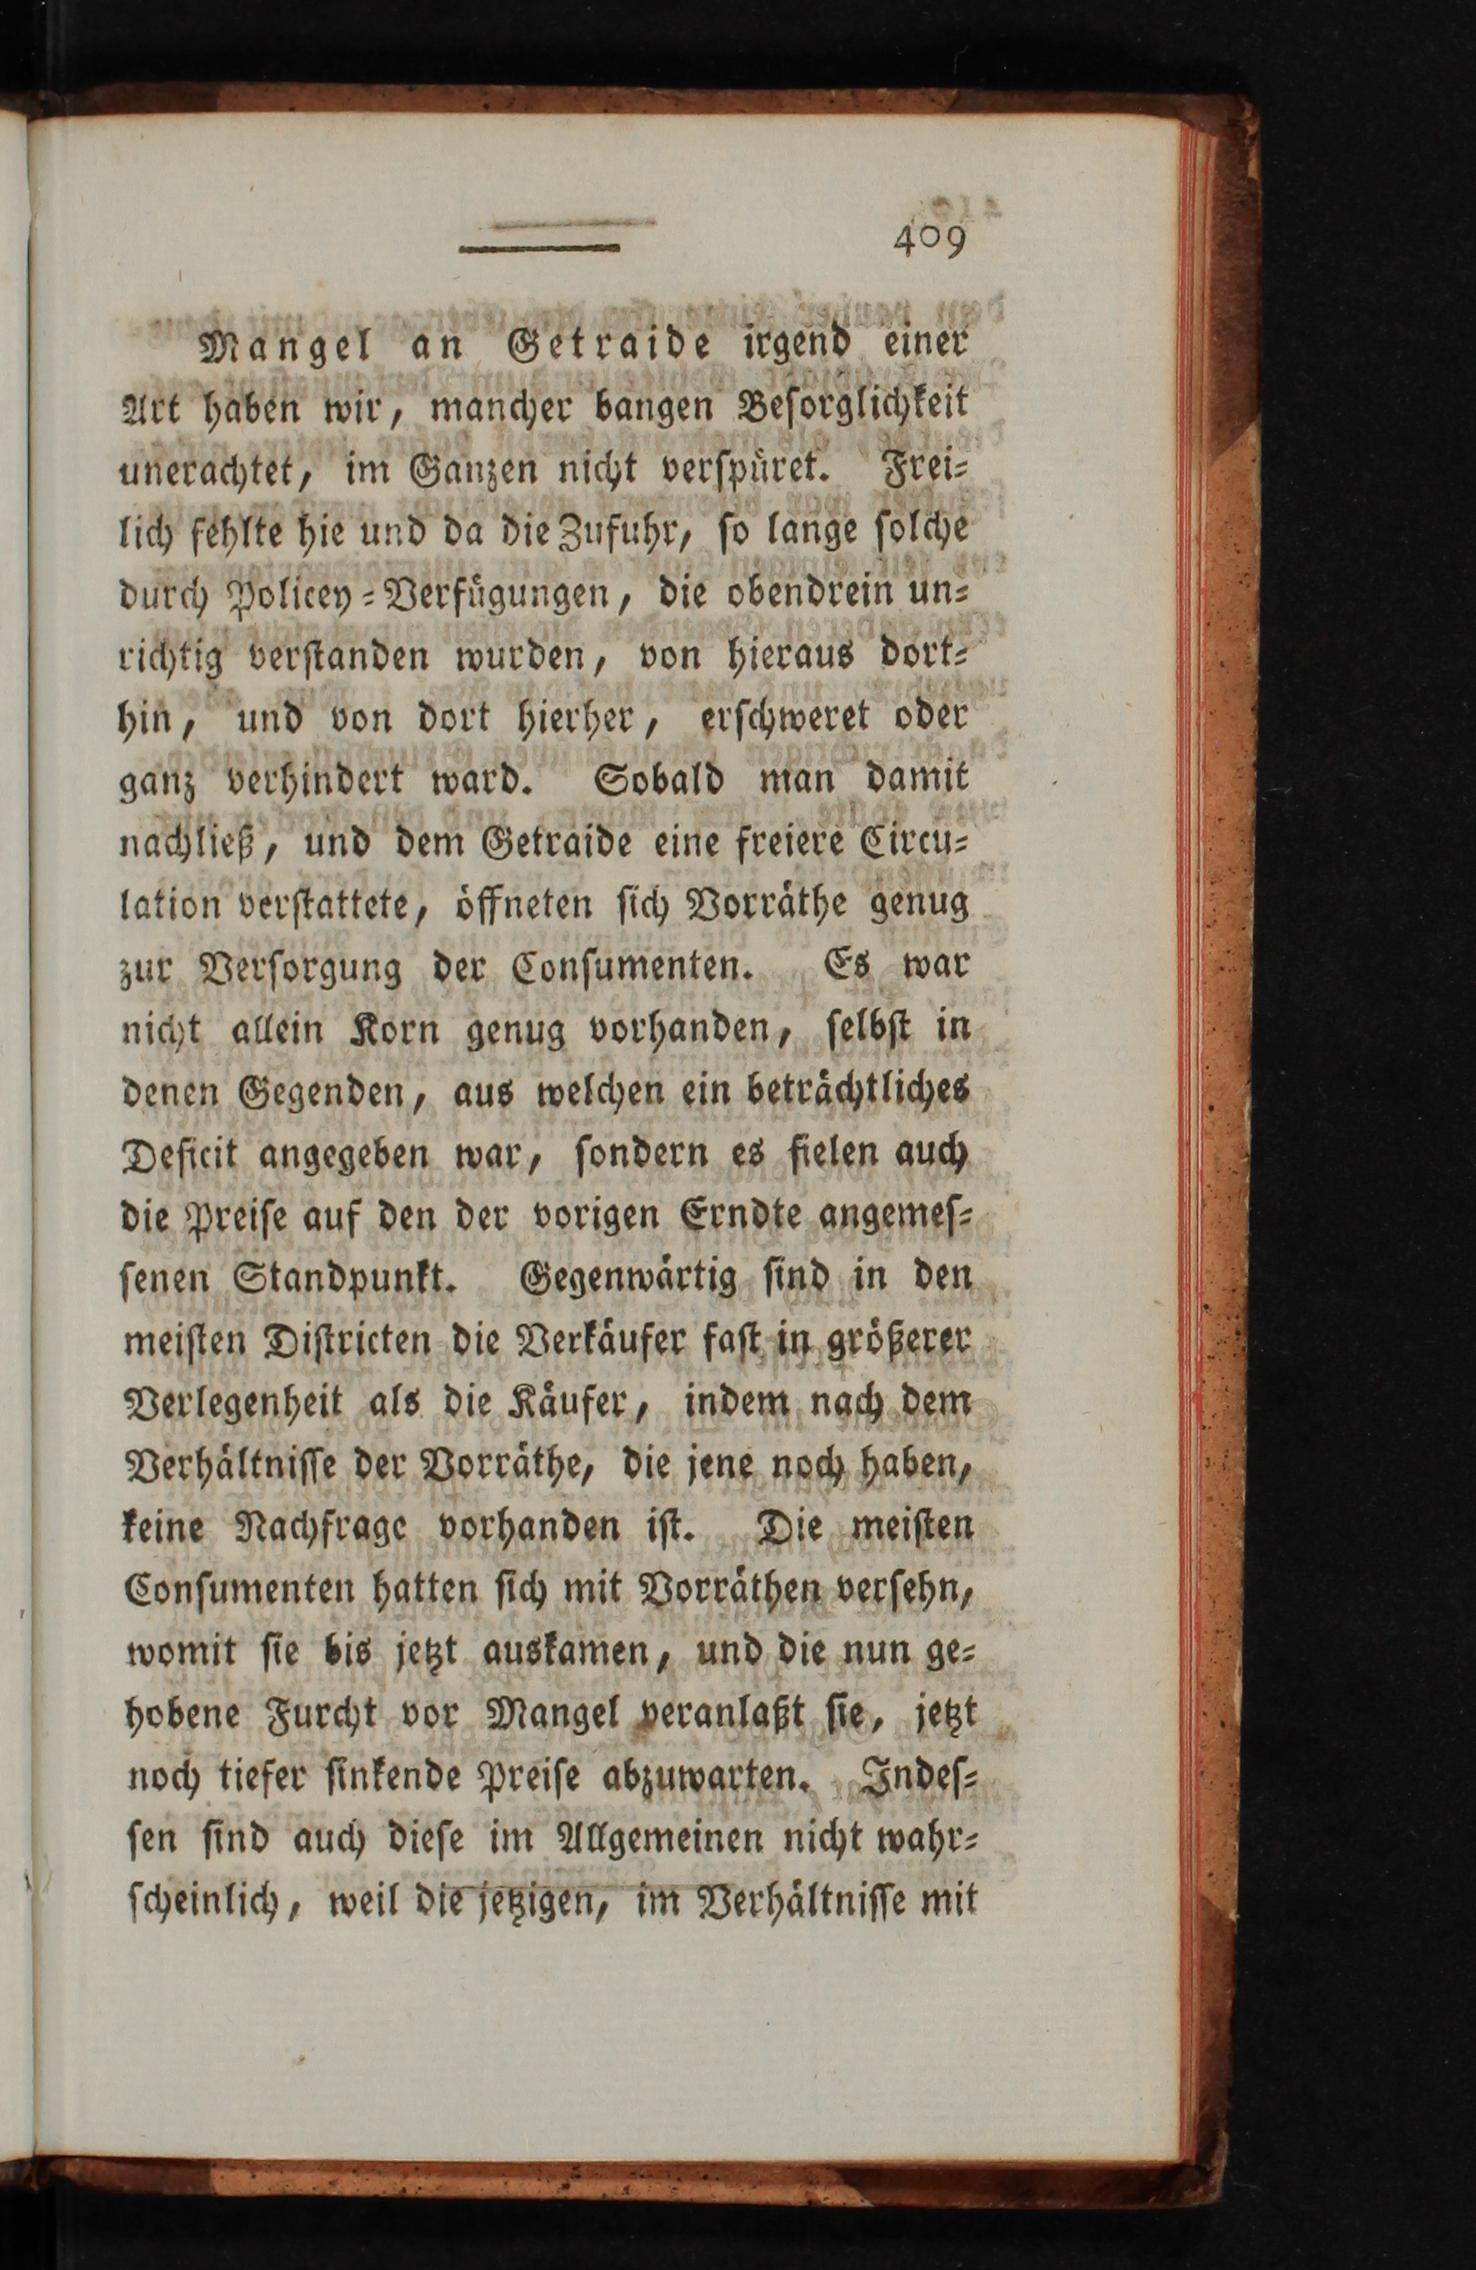 409
Mangel an Getraide irgend einer
Art haben wir, mancher bangen Beſorglichkeit
unerachtet, im Ganzen nicht verſpüret. Frei⸗
lich fehlte hie und da die Zufuhr, ſo lange ſolche
durch Policey⸗Verfügungen, die obendrein un⸗
richtig verſtanden wurden, von hieraus dort⸗
hin, und von dort hierher, erſchweret oder
ganz verhindert ward. Sobald man damit
nachließ, und dem Getraide eine freiere Circu⸗
lation verſtattete, öffneten ſich Vorräthe genug
zur Verſorgung der Conſumenten. Es war
nicht allein Korn genug vorhanden, ſelbſt in
denen Gegenden, aus welchen ein beträchtliches
Deficit angegeben war, ſondern es fielen auch
die Preiſe auf den der vorigen Erndte angemeſ⸗
ſenen Standpunkt. Gegenwärtig ſind in den
meiſten Diſtricten die Verkäufer faſt in größerer
Verlegenheit als die Käufer, indem nach dem
Verhältniſſe der Vorräthe, die jene noch haben,
keine Nachfrage vorhanden iſt. Die meiſten
Conſumenten hatten ſich mit Vorräthen verſehn,
womit ſie bis jetzt auskamen, und die nun ge⸗
hobene Furcht vor Mangel veranlaßt ſie, jetzt
noch tiefer ſinkende Preiſe abzuwarten. Indeſ⸗
ſen ſind auch dieſe im Allgemeinen nicht wahr⸗
ſcheinlich, weil die jetzigen, im Verhältniſſe mit